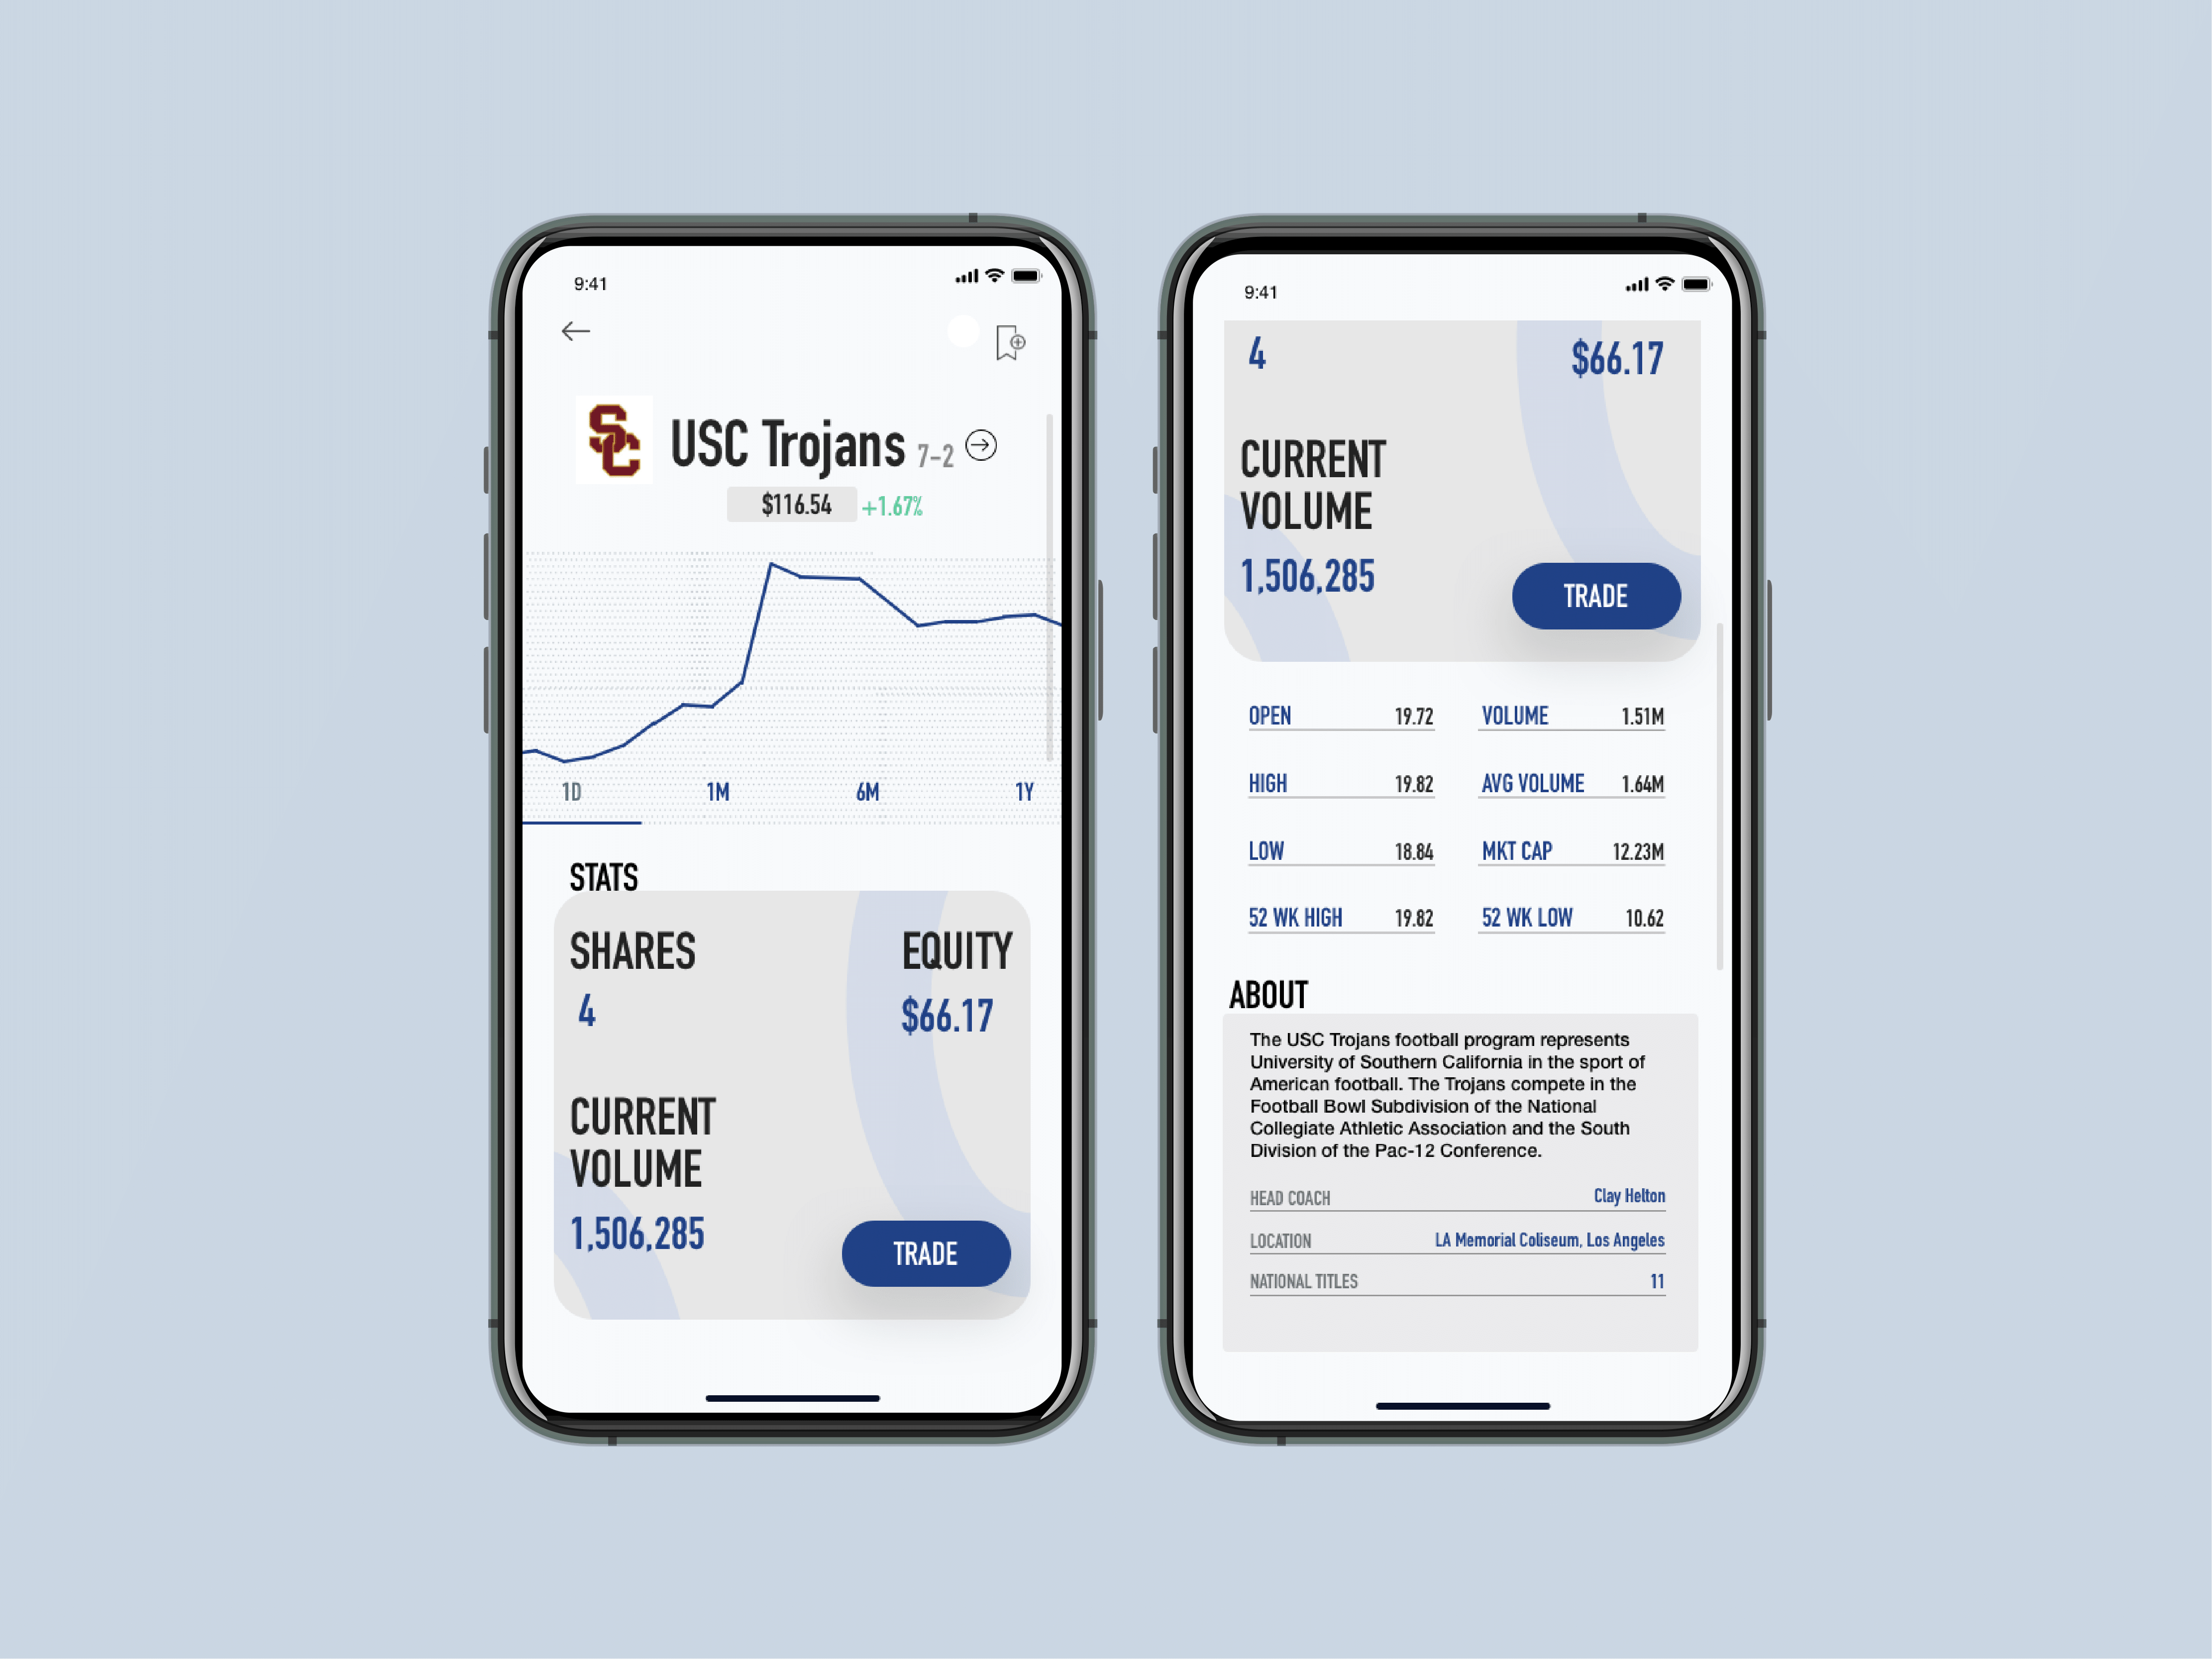 9:41
SC
USC Trojans 7-2
$116.54 +1.67%
1D 1M 6M 1Y
STATS
SHARES EQUITY
4 $66.17
CURRENT
VOLUME
1,506,285
TRADE
9:41
4 $66.17
CURRENT
VOLUME
1,506,285
TRADE
OPEN 19.72 VOLUME 1.51M
HIGH 19.82 AVG VOLUME 1.64M
LOW 18.84 MKT CAP 12.23M
52 WK HIGH 19.82 52 WK LOW 10.62
ABOUT
The USC Trojans football program represents
University of Southern California in the sport of
American football. The Trojans compete in the
Football Bowl Subdivision of the National
Collegiate Athletic Association and the South
Division of the Pac-12 Conference.
HEAD COACH Clay Helton
LOCATION LA Memorial Coliseum, Los Angeles
NATIONAL TITLES 11